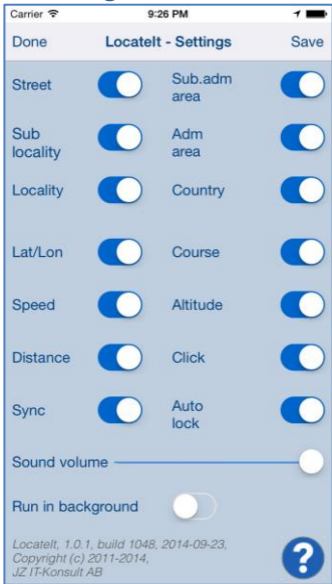 Carrier 9:26 PM
Done LocateIt - Settings Save
Street Sub.adm
area
Sub
locality Adm
area
Locality Country
Lat/Lon Course
Speed Altitude
Distance Click
Sync Auto
lock
Sound volume
Run in background
LocateIt, 1.0.1, build 1048, 2014-09-23,
Copyright (c) 2011-2014,
JZ IT-Konsult AB
?